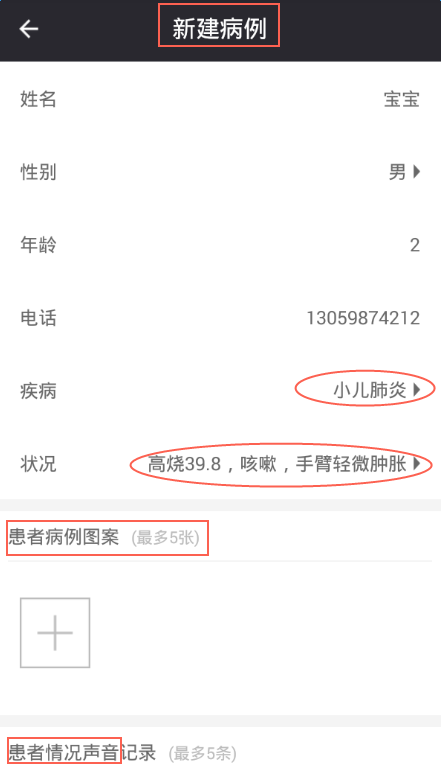 新建病例
姓名 宝宝
性别 男
年龄 2
电话 13059874212
疾病 小儿肺炎
状况 高烧39.8，咳嗽，手臂轻微肿胀
患者病例图案 (最多5张)
患者情况声音记录 (最多5条)